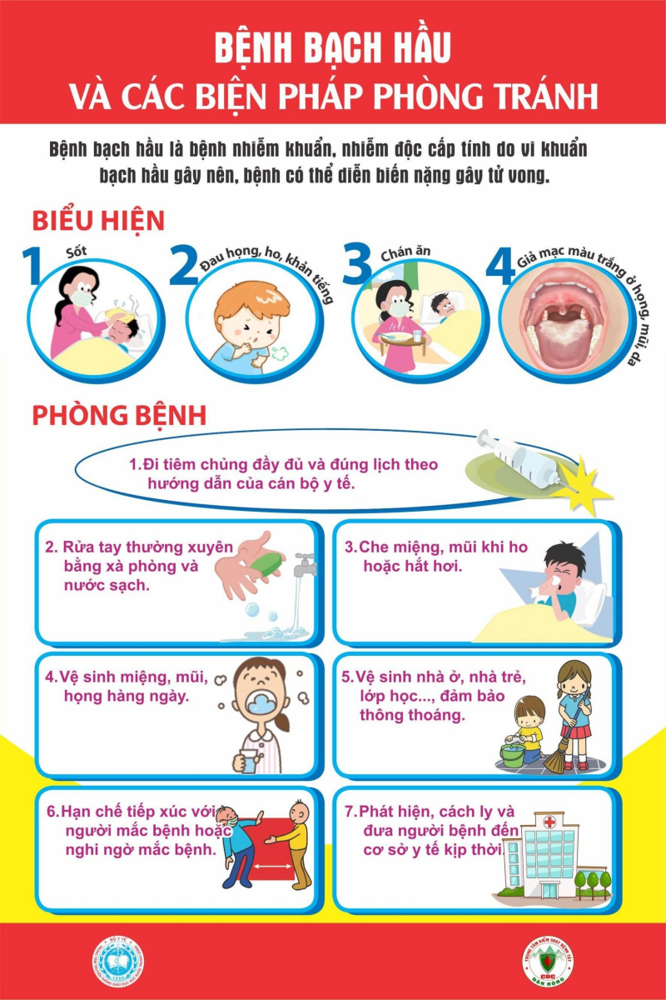 BỆNH BẠCH HẦU
VÀ CÁC BIỆN PHÁP PHÒNG TRÁNH
Bệnh bạch hầu là bệnh nhiễm khuẩn, nhiễm độc cấp tính do vi khuẩn
bạch hầu gây nên, bệnh có thể diễn biến nặng gây tử vong.
BIỂU HIỆN
1 Sốt
2 Đau họng, ho, khản tiếng
3 Chán ăn
4 Giả mạc màu trắng ở họng, mũi, da
PHÒNG BỆNH
1.Đi tiêm chủng đầy đủ và đúng lịch theo
hướng dẫn của cán bộ y tế.
2. Rửa tay thường xuyên
bằng xà phòng và
nước sạch.
3.Che miệng, mũi khi ho
hoặc hắt hơi.
4.Vệ sinh miệng, mũi,
họng hàng ngày.
5.Vệ sinh nhà ở, nhà trẻ,
lớp học..., đảm bảo
thông thoáng.
6.Hạn chế tiếp xúc với
người mắc bệnh hoặc
nghi ngờ mắc bệnh.
7.Phát hiện, cách ly và
đưa người bệnh đến
cơ sở y tế kịp thời.
BỘ Y TẾ
TRUNG TÂM KIỂM SOÁT BỆNH TẬT
CDC
ĐĂK NÔNG